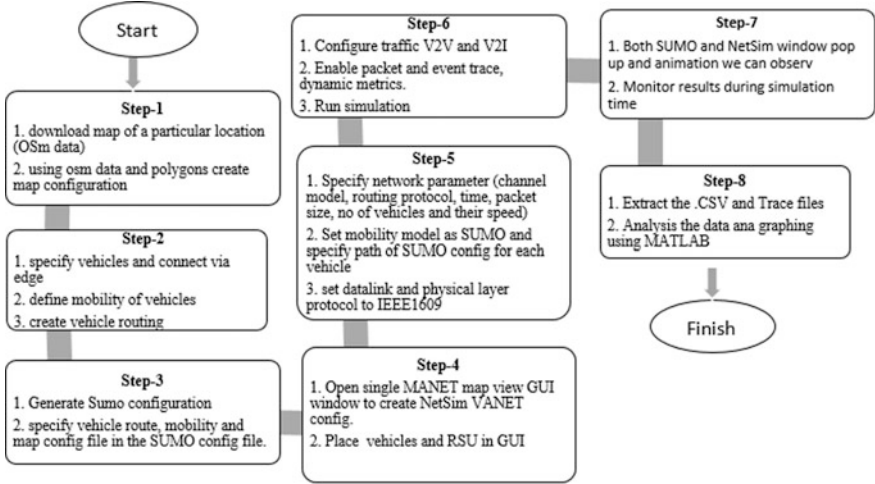 Start
Step-1
1. download map of a particular location
(OSm data)
2. using osm data and polygons create
map configuration
Step-2
1. specify vehicles and connect via
edge
2. define mobility of vehicles
3. create vehicle routing
Step-3
1. Generate Sumo configuration
2. specify vehicle route, mobility and
map config file in the SUMO config file.
Step-4
1. Open single MANET map view GUI
window to create NetSim VANET
config.
2. Place vehicles and RSU in GUI
Step-5
1. Specify network parameter (channel
model, routing protocol, time, packet
size, no of vehicles and their speed)
2. Set mobility model as SUMO and
specify path of SUMO config for each
vehicle
3. set datalink and physical layer
protocol to IEEE1609
Step-6
1. Configure traffic V2V and V2I
2. Enable packet and event trace,
dynamic metrics.
3. Run simulation
Step-7
1. Both SUMO and NetSim window pop
up and animation we can observ
2. Monitor results during simulation
time
Step-8
1. Extract the .CSV and Trace files
2. Analysis the data ana graphing
using MATLAB
Finish